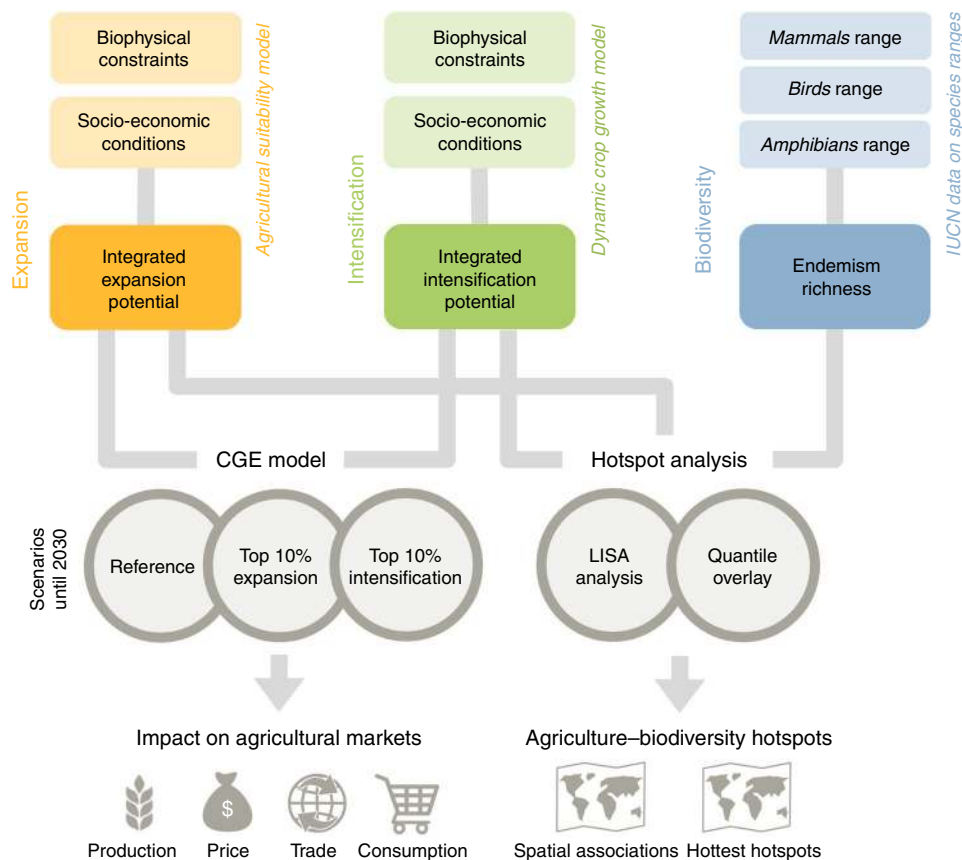 Expansion
Biophysical
constraints
Socio-economic
conditions
Agricultural suitability model
Integrated
expansion
potential
Intensification
Biophysical
constraints
Socio-economic
conditions
Dynamic crop growth model
Integrated
intensification
potential
Biodiversity
Mammals range
Birds range
Amphibians range
IUCN data on species ranges
Endemism
richness
CGE model
Hotspot analysis
Scenarios
until 2030
Reference
Top 10%
expansion
Top 10%
intensification
LISA
analysis
Quantile
overlay
Impact on agricultural markets
$
Production
Price
Trade
Consumption
Agriculture–biodiversity hotspots
Spatial associations
Hottest hotspots